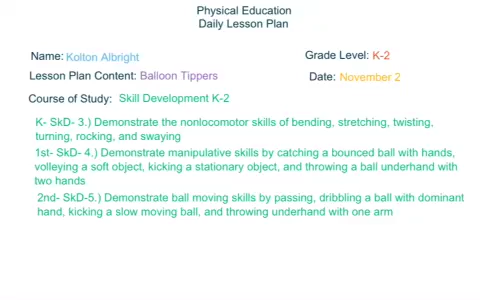 Physical Education
Daily Lesson Plan
Name: Kolton Albright Grade Level: K-2
Lesson Plan Content: Balloon Tippers Date: November 2
Course of Study: Skill Development K-2
K- SkD- 3.) Demonstrate the nonlocomotor skills of bending, stretching, twisting,
turning, rocking, and swaying
1st- SkD- 4.) Demonstrate manipulative skills by catching a bounced ball with hands,
volleying a soft object, kicking a stationary object, and throwing a ball underhand with
two hands
2nd- SkD-5.) Demonstrate ball moving skills by passing, dribbling a ball with dominant
hand, kicking a slow moving ball, and throwing underhand with one arm